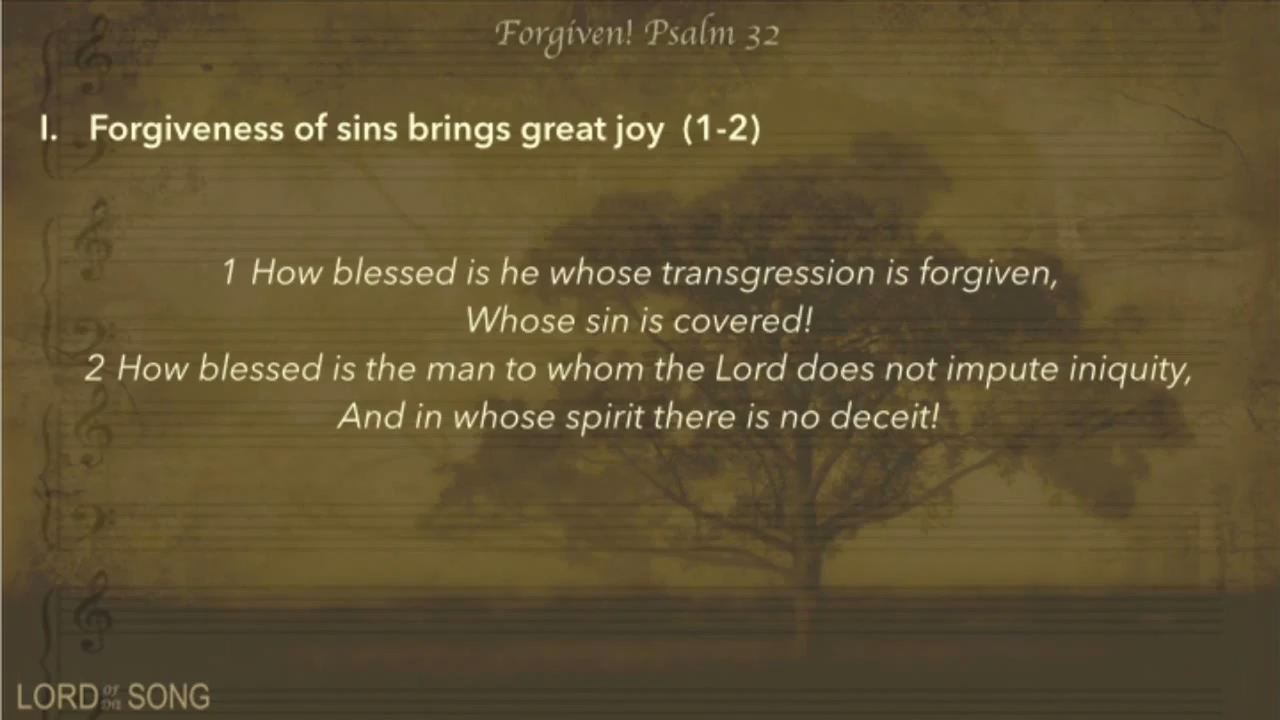 Forgiven! Psalm 32
I. Forgiveness of sins brings great joy (1-2)
1 How blessed is he whose transgression is forgiven,
Whose sin is covered!
2 How blessed is the man to whom the Lord does not impute iniquity,
And in whose spirit there is no deceit!
LORD of SONG